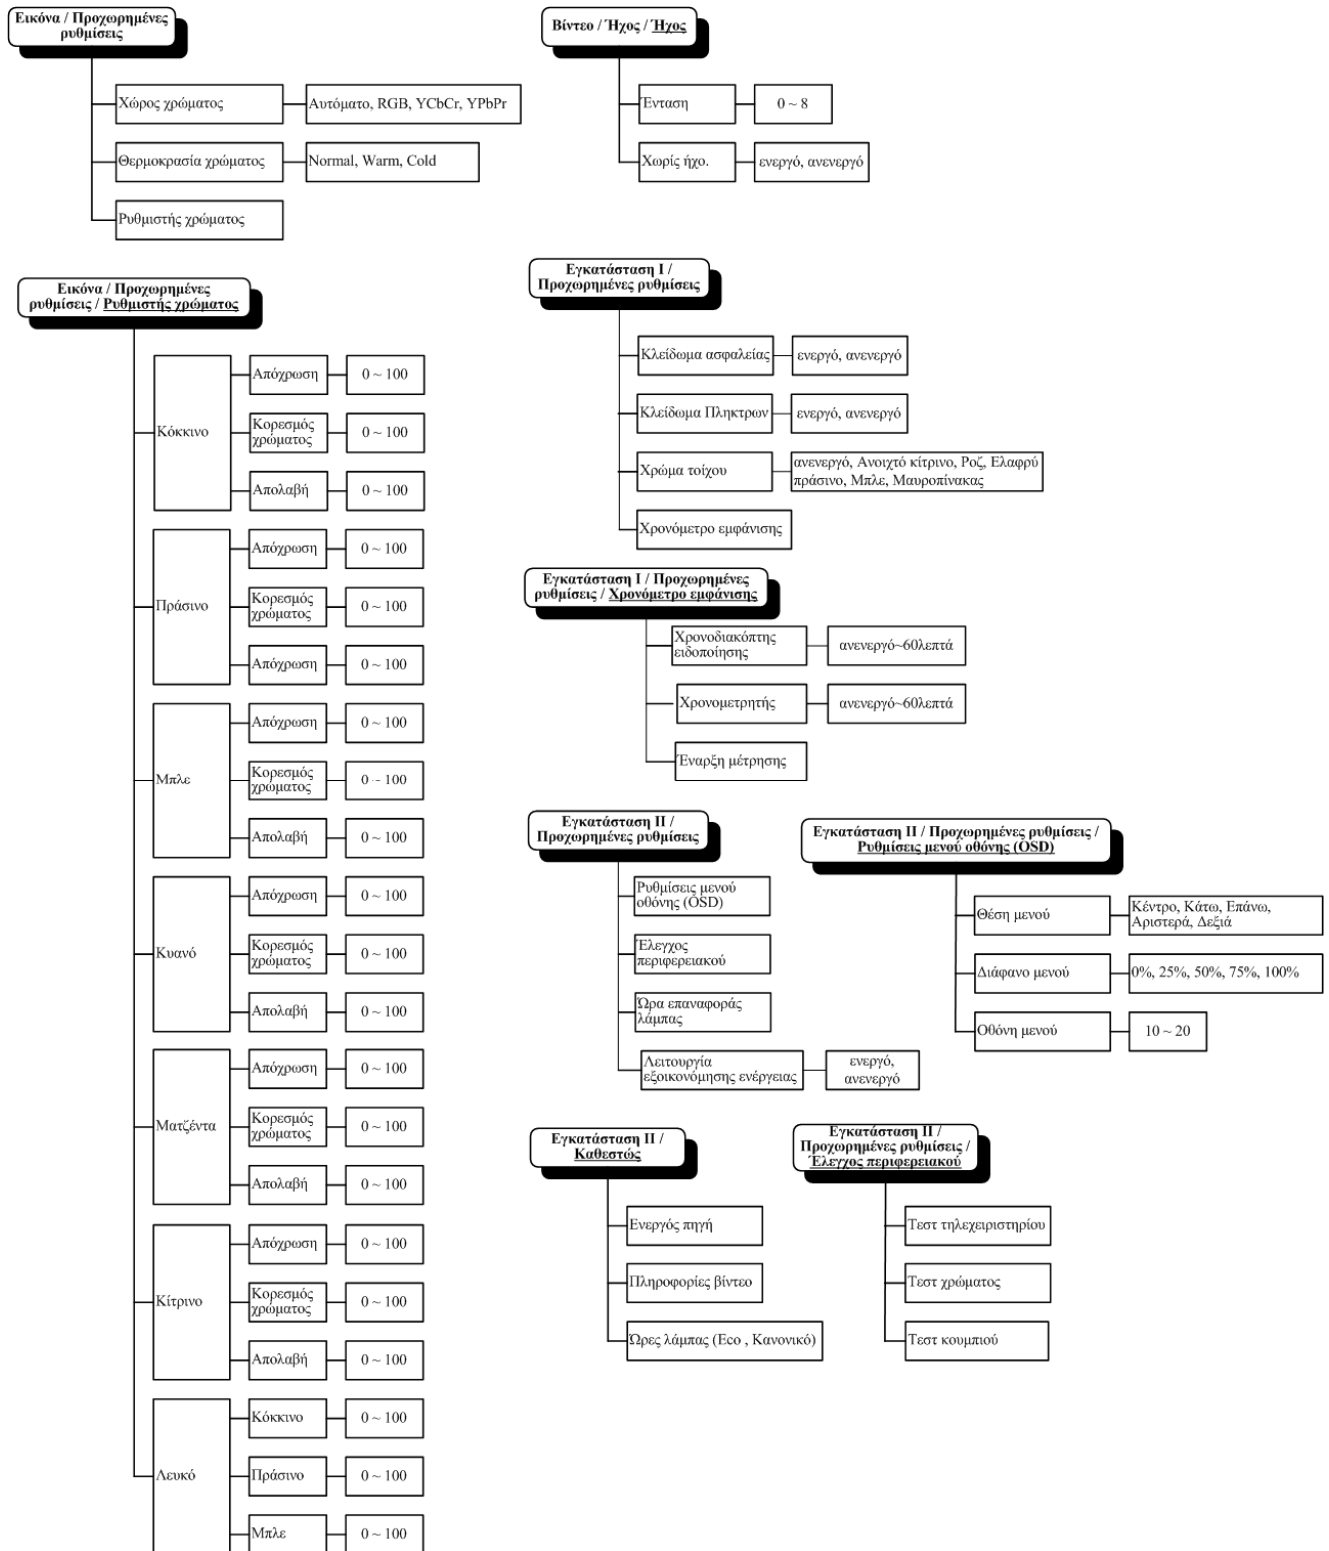 Εικόνα / Προχωρημένες
ρυθμίσεις
Χώρος χρώματος
Αυτόματο, RGB, YCbCr, YPbPr
Θερμοκρασία χρώματος
Normal, Warm, Cold
Ρυθμιστής χρώματος
Βίντεο / Ήχος / Ήχος
Ένταση
0 ~ 8
Χωρίς ήχο.
ενεργό, ανενεργό
Εικόνα / Προχωρημένες
ρυθμίσεις / Ρυθμιστής χρώματος
Κόκκινο
Απόχρωση
0 ~ 100
Κορεσμός
χρώματος
0 ~ 100
Απολαβή
0 ~ 100
Πράσινο
Απόχρωση
0 ~ 100
Κορεσμός
χρώματος
0 ~ 100
Απόχρωση
0 ~ 100
Μπλε
Απόχρωση
0 ~ 100
Κορεσμός
χρώματος
0 ~ 100
Απολαβή
0 ~ 100
Κυανό
Απόχρωση
0 ~ 100
Κορεσμός
χρώματος
0 ~ 100
Απολαβή
0 ~ 100
Ματζέντα
Απόχρωση
0 ~ 100
Κορεσμός
χρώματος
0 ~ 100
Απολαβή
0 ~ 100
Κίτρινο
Απόχρωση
0 ~ 100
Κορεσμός
χρώματος
0 ~ 100
Απολαβή
0 ~ 100
Λευκό
Κόκκινο
0 ~ 100
Πράσινο
0 ~ 100
Μπλε
0 ~ 100
Εγκατάσταση I /
Προχωρημένες ρυθμίσεις
Κλείδωμα ασφαλείας
ενεργό, ανενεργό
Κλείδωμα Πληκτρων
ενεργό, ανενεργό
Χρώμα τοίχου
ανενεργό, Ανοιχτό κίτρινο, Ροζ, Ελαφρύ
πράσινο, Μπλε, Μαυροπίνακας
Χρονόμετρο εμφάνισης
Εγκατάσταση I / Προχωρημένες
ρυθμίσεις / Χρονόμετρο εμφάνισης
Χρονοδιακόπτης
ειδοποίησης
ανενεργό~60λεπτά
Χρονομετρητής
ανενεργό~60λεπτά
Έναρξη μέτρησης
Εγκατάσταση II /
Προχωρημένες ρυθμίσεις
Ρυθμίσεις μενού
οθόνης (OSD)
Έλεγχος
περιφερειακού
Ώρα επαναφοράς
λάμπας
Λειτουργία
εξοικονόμησης ενέργειας
ενεργό,
ανενεργό
Εγκατάσταση II / Προχωρημένες ρυθμίσεις /
Ρυθμίσεις μενού οθόνης (OSD)
Θέση μενού
Κέντρο, Κάτω, Επάνω,
Αριστερά, Δεξιά
Διάφανο μενού
0%, 25%, 50%, 75%, 100%
Οθόνη μενού
10 ~ 20
Εγκατάσταση II /
Καθεστώς
Ενεργός πηγή
Πληροφορίες βίντεο
Ώρες λάμπας (Eco , Κανονικό)
Εγκατάσταση II /
Προχωρημένες ρυθμίσεις /
Έλεγχος περιφερειακού
Τεστ τηλεχειριστηρίου
Τεστ χρώματος
Τεστ κουμπιού